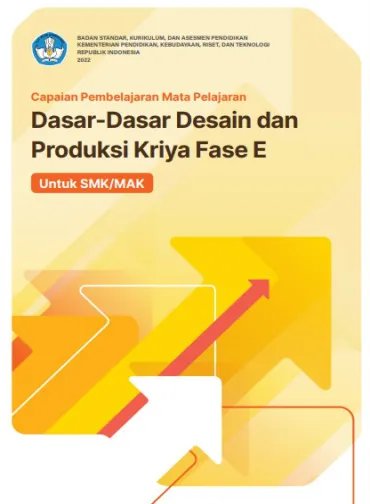 BADAN STANDAR, KURIKULUM, DAN ASESMEN PENDIDIKAN
KEMENTERIAN PENDIDIKAN, KEBUDAYAAN, RISET, DAN TEKNOLOGI
REPUBLIK INDONESIA
2022
Capaian Pembelajaran Mata Pelajaran
Dasar-Dasar Desain dan
Produksi Kriya Fase E
Untuk SMK/MAK